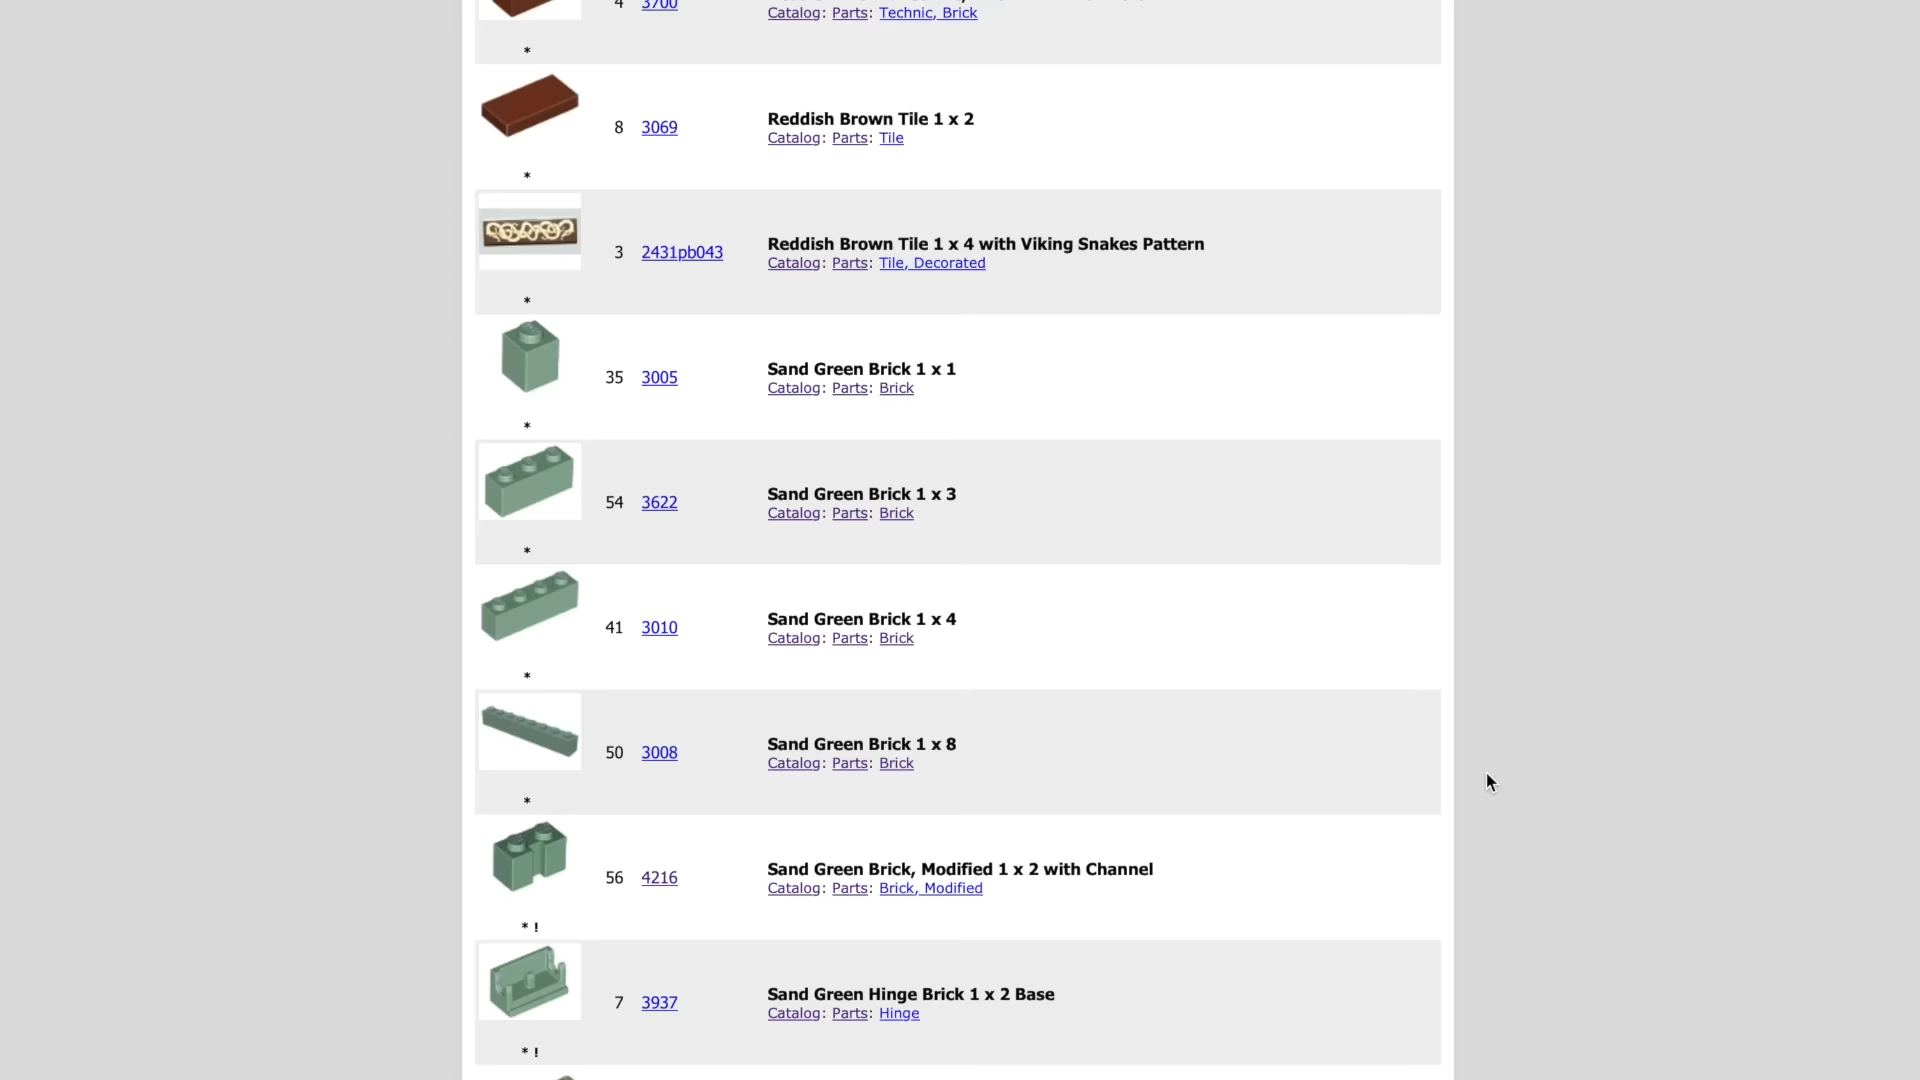 4 3700
Catalog: Parts: Technic, Brick
*
8 3069 Reddish Brown Tile 1 x 2
Catalog: Parts: Tile
*
3 2431pb043 Reddish Brown Tile 1 x 4 with Viking Snakes Pattern
Catalog: Parts: Tile, Decorated
*
35 3005 Sand Green Brick 1 x 1
Catalog: Parts: Brick
*
54 3622 Sand Green Brick 1 x 3
Catalog: Parts: Brick
*
41 3010 Sand Green Brick 1 x 4
Catalog: Parts: Brick
*
50 3008 Sand Green Brick 1 x 8
Catalog: Parts: Brick
*
56 4216 Sand Green Brick, Modified 1 x 2 with Channel
Catalog: Parts: Brick, Modified
* !
7 3937 Sand Green Hinge Brick 1 x 2 Base
Catalog: Parts: Hinge
* !